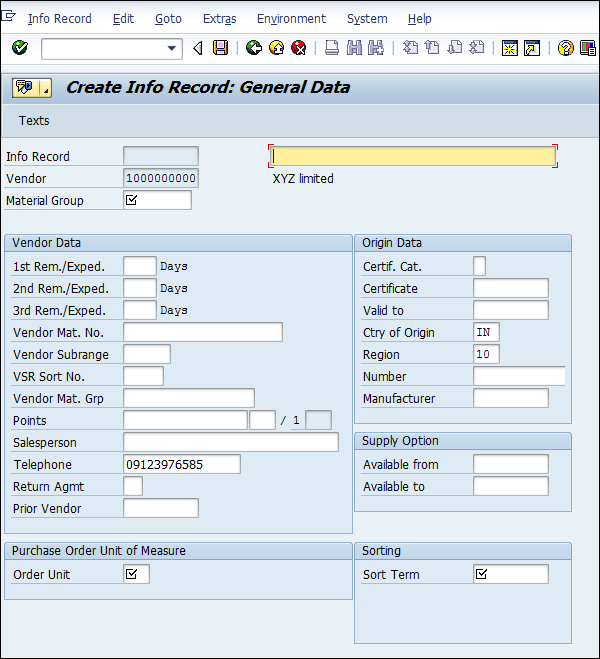 Info Record Edit Goto Extras Environment System Help
Create Info Record: General Data
Texts
Info Record
Vendor 1000000000 XYZ limited
Material Group
Vendor Data
1st Rem./Exped. Days
2nd Rem./Exped. Days
3rd Rem./Exped. Days
Vendor Mat. No.
Vendor Subrange
VSR Sort No.
Vendor Mat. Grp
Points / 1
Salesperson
Telephone 09123976585
Return Agmt
Prior Vendor
Origin Data
Certif. Cat.
Certificate
Valid to
Ctry of Origin IN
Region 10
Number
Manufacturer
Supply Option
Available from
Available to
Purchase Order Unit of Measure
Order Unit
Sorting
Sort Term